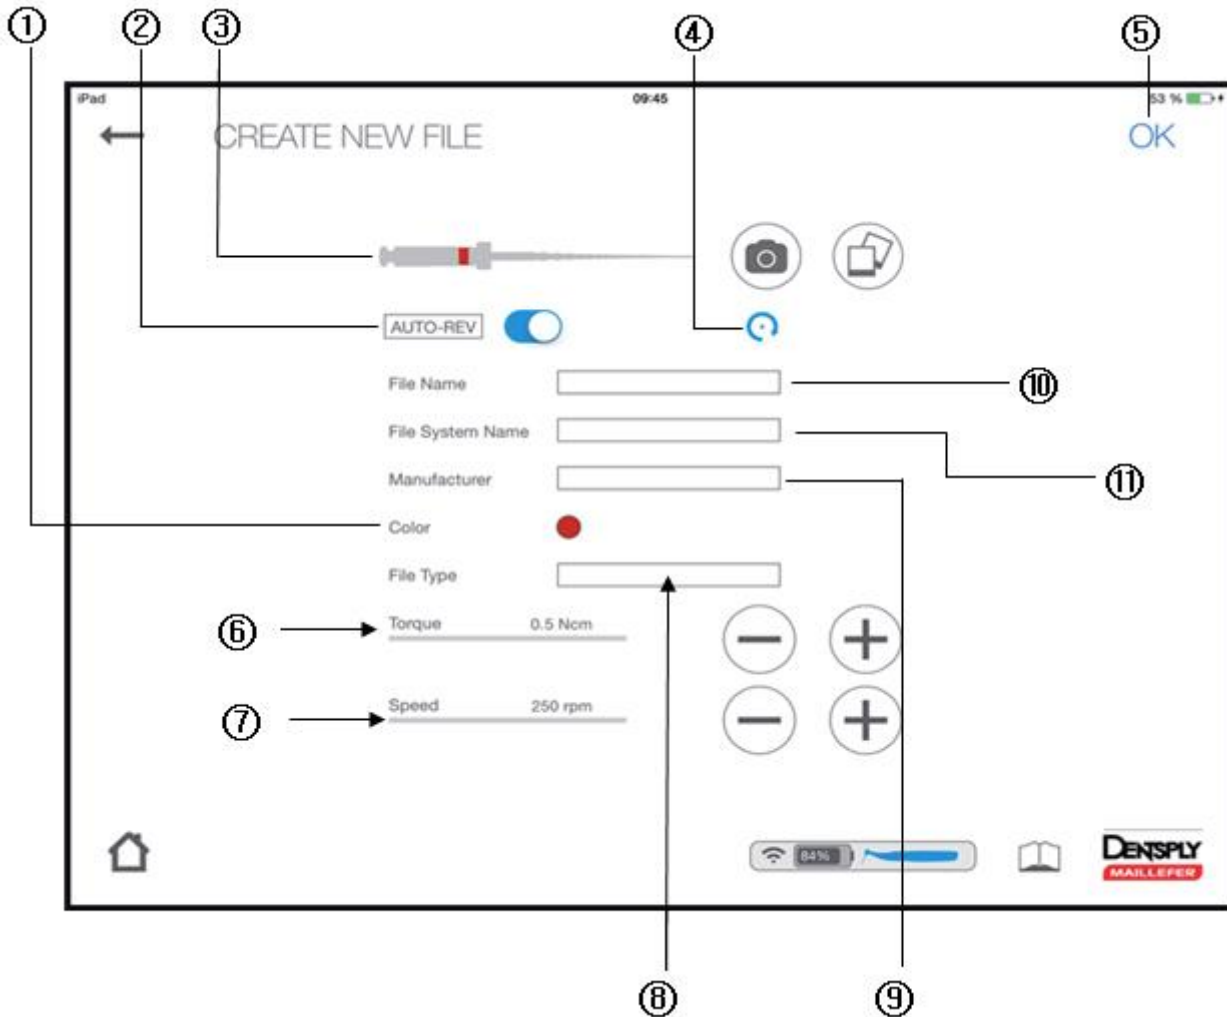 ① ② ③ ④ ⑤
iPad 09:45 53 %
CREATE NEW FILE OK
AUTO-REV
File Name ⑩
File System Name
Manufacturer ⑪
Color
File Type
⑥ Torque 0.5 Ncm
⑦ Speed 250 rpm
84%
DENTSPLY
MAILLEFER
⑧ ⑨